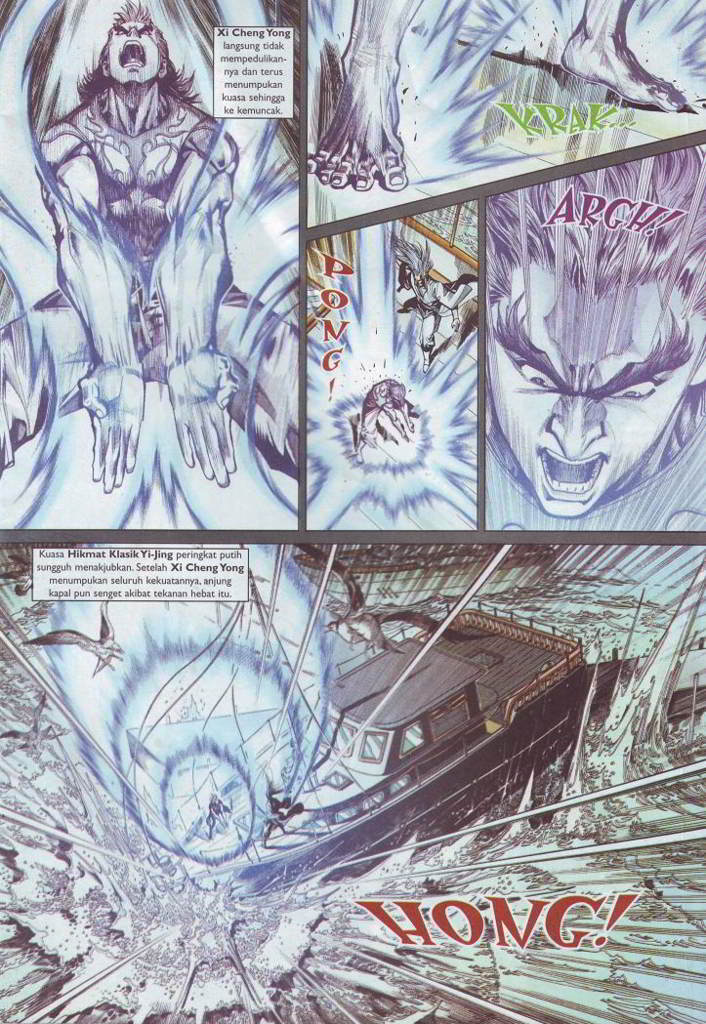 Xi Cheng Yong
langsung tidak
mempedulikan-
nya dan terus
menumpukan
kuasa sehingga
ke kemuncak.
KRAK...
PONG!
ARGH!
Kuasa Hikmat Klasik Yi-Jing peringkat putih
sungguh menakjubkan. Setelah Xi Cheng Yong
menumpukan seluruh kekuatannya, anjung
kapal pun senget akibat tekanan hebat itu.
HONG!